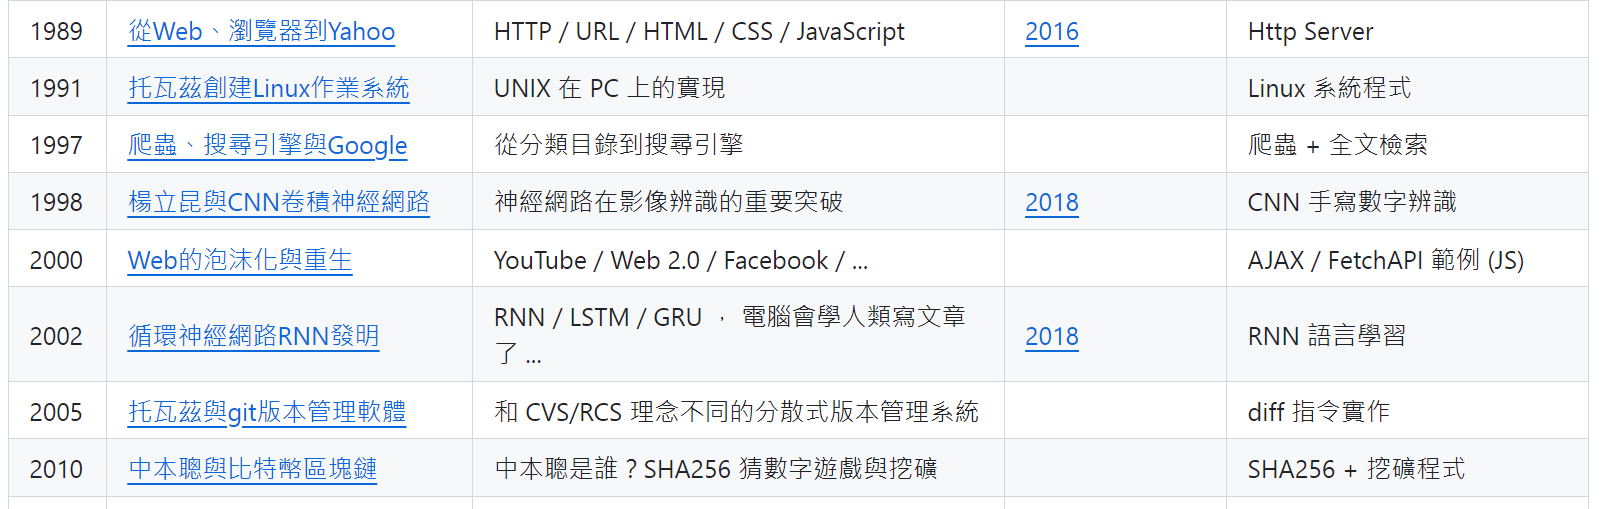 1989 從Web、瀏覽器到Yahoo HTTP / URL / HTML / CSS / JavaScript 2016 Http Server
1991 托瓦茲創建Linux作業系統 UNIX 在 PC 上的實現 Linux 系統程式
1997 爬蟲、搜尋引擎與Google 從分類目錄到搜尋引擎 爬蟲 + 全文檢索
1998 楊立昆與CNN卷積神經網路 神經網路在影像辨識的重要突破 2018 CNN 手寫數字辨識
2000 Web的泡沫化與重生 YouTube / Web 2.0 / Facebook / ... AJAX / FetchAPI 範例 (JS)
2002 循環神經網路RNN發明 RNN / LSTM / GRU ， 電腦會學人類寫文章
了 ... 2018 RNN 語言學習
2005 托瓦茲與git版本管理軟體 和 CVS/RCS 理念不同的分散式版本管理系統 diff 指令實作
2010 中本聰與比特幣區塊鏈 中本聰是誰？SHA256 猜數字遊戲與挖礦 SHA256 + 挖礦程式